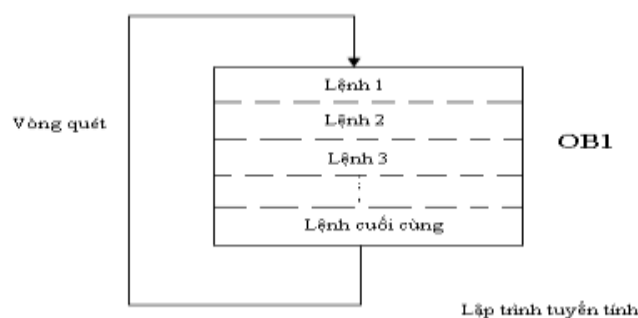 Lệnh 1
Vòng quét
Lệnh 2
OB1
Lệnh 3
Lệnh cuối cùng
Lập trình tuyến tính